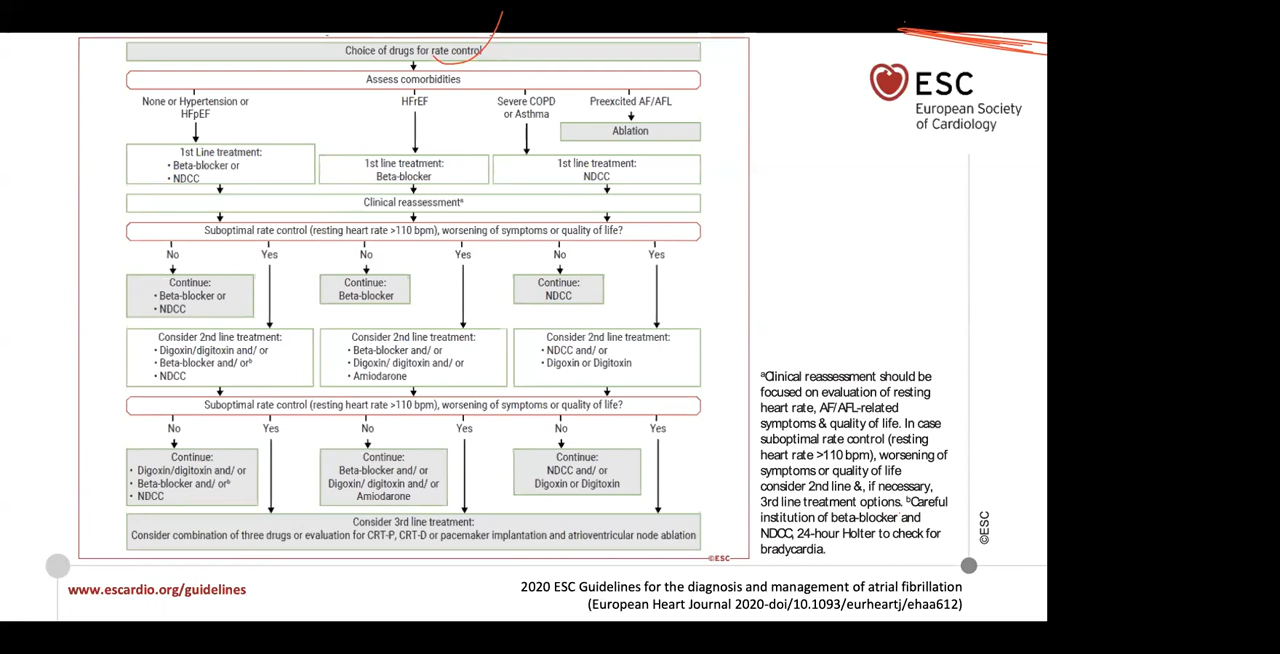 Choice of drugs for rate control
Assess comorbidities
None or Hypertension or
HFpEF
HFrEF
Severe COPD
or Asthma
Preexcited AF/AFL
Ablation
1st Line treatment:
• Beta-blocker or
• NDCC
1st line treatment:
Beta-blocker
1st line treatment:
NDCC
Clinical reassessmentᵃ
Suboptimal rate control (resting heart rate >110 bpm), worsening of symptoms or quality of life?
No
Yes
No
Yes
No
Yes
Continue:
• Beta-blocker or
• NDCC
Continue:
Beta-blocker
Continue:
NDCC
Consider 2nd line treatment:
• Digoxin/digitoxin and/ or
• Beta-blocker and/ orᵇ
• NDCC
Consider 2nd line treatment:
• Beta-blocker and/ or
• Digoxin/ digitoxin and/ or
• Amiodarone
Consider 2nd line treatment:
• NDCC and/ or
• Digoxin or Digitoxin
Suboptimal rate control (resting heart rate >110 bpm), worsening of symptoms or quality of life?
No
Yes
No
Yes
No
Yes
Continue:
• Digoxin/digitoxin and/ or
• Beta-blocker and/ orᵇ
• NDCC
Continue:
Beta-blocker and/ or
Digoxin/ digitoxin and/ or
Amiodarone
Continue:
NDCC and/ or
Digoxin or Digitoxin
Consider 3rd line treatment:
Consider combination of three drugs or evaluation for CRT-P, CRT-D or pacemaker implantation and atrioventricular node ablation
©ESC
ESC
European Society
of Cardiology
ᵃClinical reassessment should be
focused on evaluation of resting
heart rate, AF/AFL-related
symptoms & quality of life. In case
suboptimal rate control (resting
heart rate >110 bpm), worsening of
symptoms or quality of life
consider 2nd line &, if necessary,
3rd line treatment options. ᵇCareful
institution of beta-blocker and
NDCC, 24-hour Holter to check for
bradycardia.
©ESC
www.escardio.org/guidelines
2020 ESC Guidelines for the diagnosis and management of atrial fibrillation
(European Heart Journal 2020-doi/10.1093/eurheartj/ehaa612)